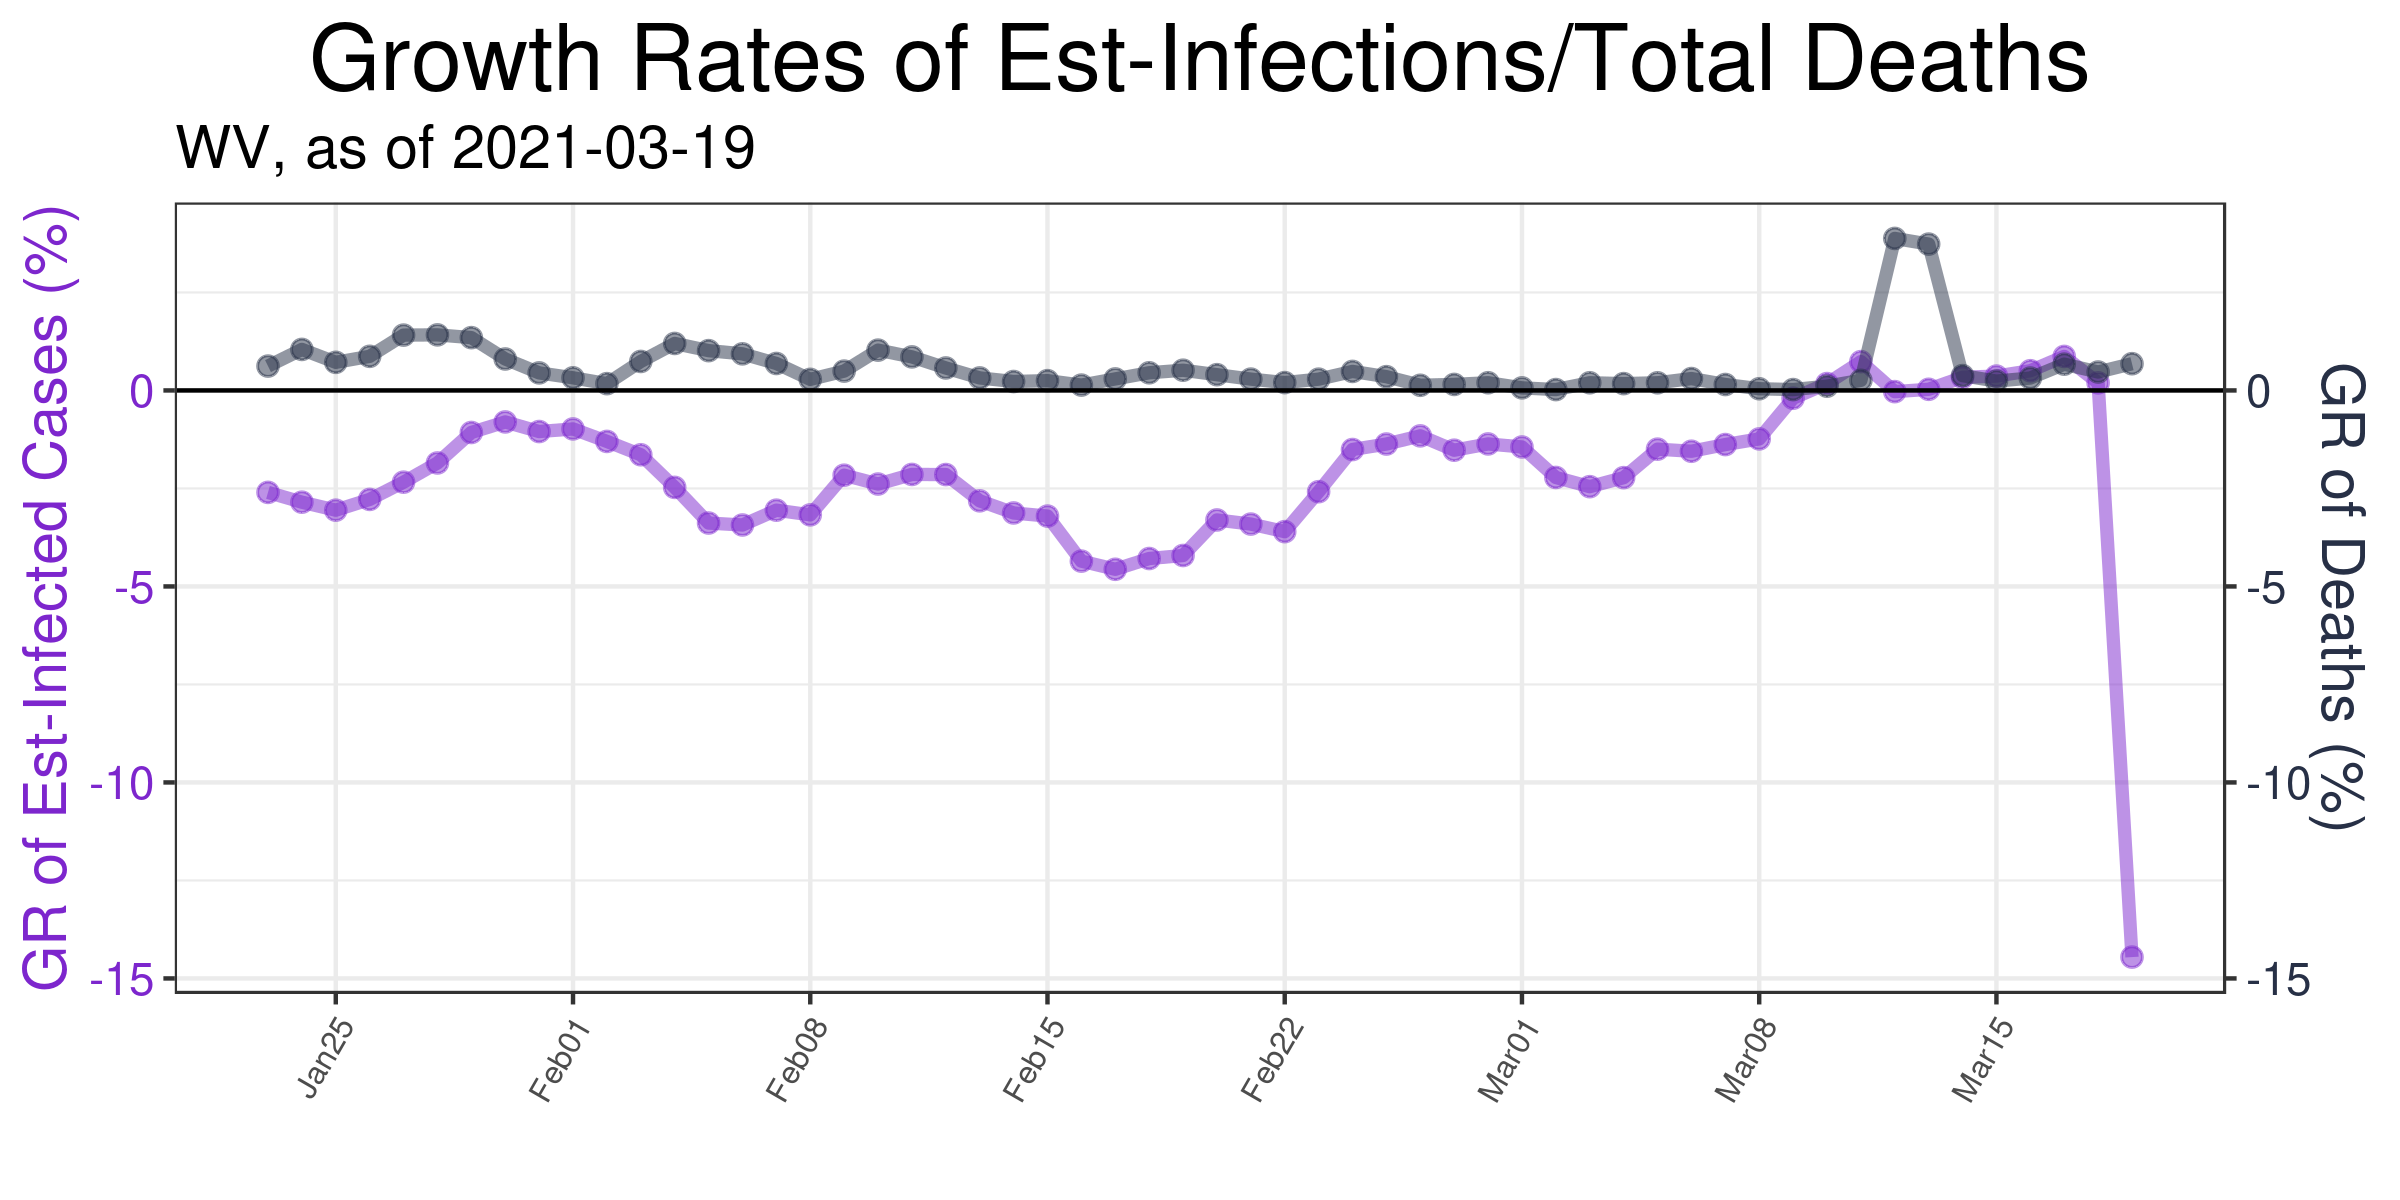 Growth Rates of Est-Infections/Total Deaths
WV, as of 2021-03-19
GR of Est-Infected Cases (%)
0
-5
-10
-15
0
-5
-10
-15
GR of Deaths (%)
Jan25
Feb01
Feb08
Feb15
Feb22
Mar01
Mar08
Mar15